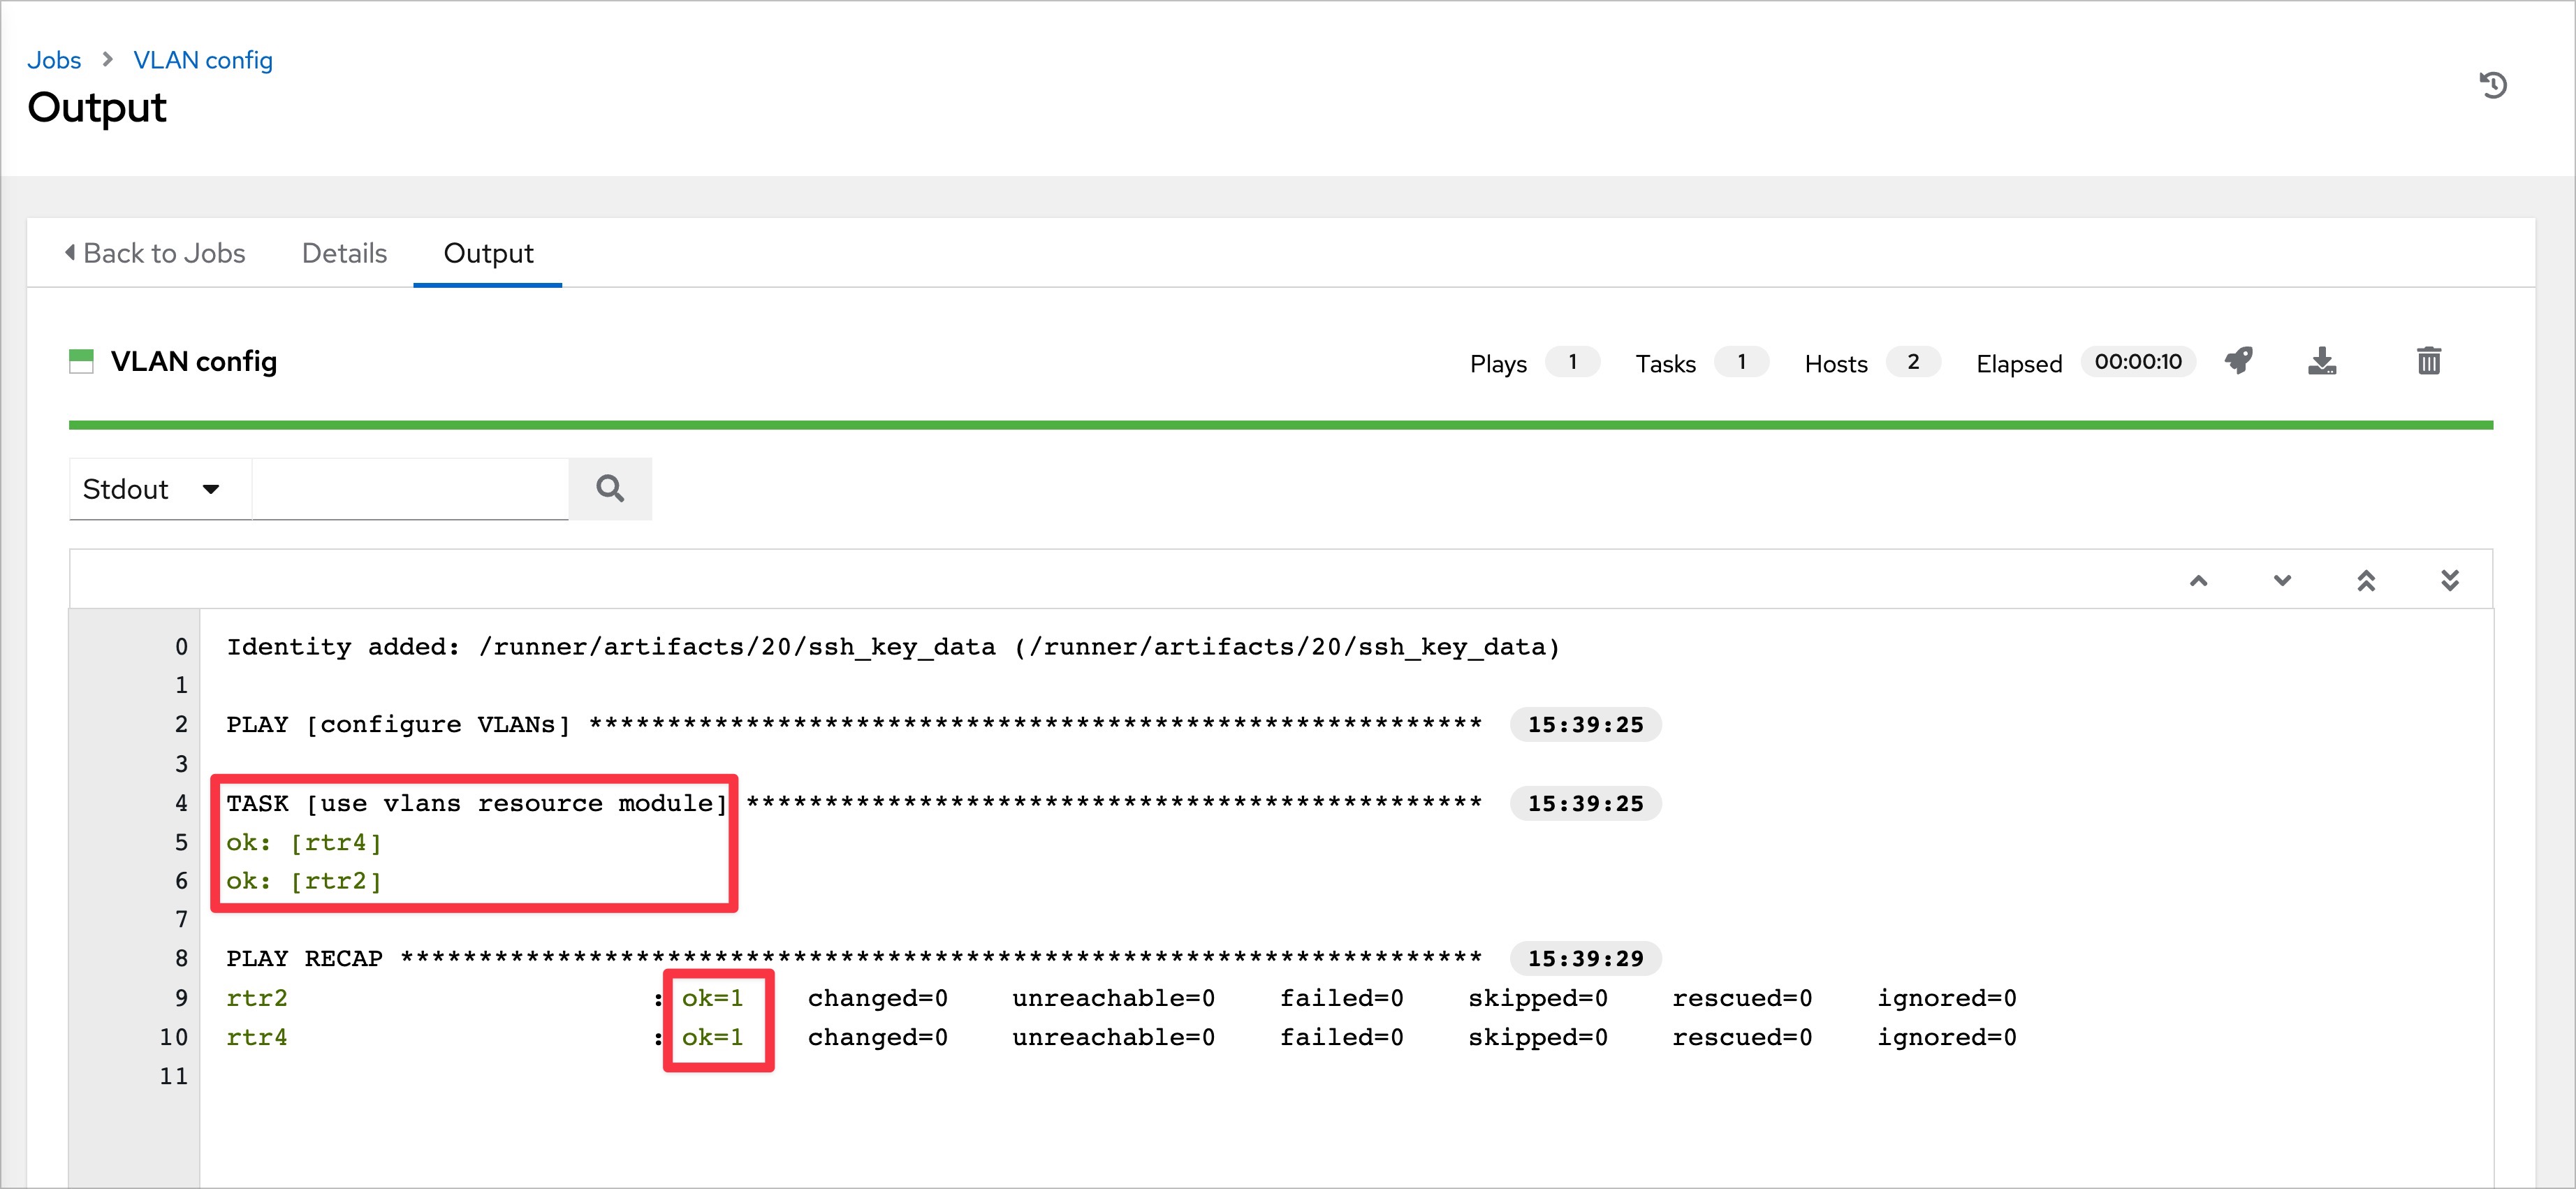 Jobs > VLAN config
Output
Back to Jobs Details Output
VLAN config Plays 1 Tasks 1 Hosts 2 Elapsed 00:00:10
Stdout
0 Identity added: /runner/artifacts/20/ssh_key_data (/runner/artifacts/20/ssh_key_data)
1
2 PLAY [configure VLANs] ********************************************************* 15:39:25
3
4 TASK [use vlans resource module] *********************************************** 15:39:25
5 ok: [rtr4]
6 ok: [rtr2]
7
8 PLAY RECAP ********************************************************************* 15:39:29
9 rtr2 : ok=1 changed=0 unreachable=0 failed=0 skipped=0 rescued=0 ignored=0
10 rtr4 : ok=1 changed=0 unreachable=0 failed=0 skipped=0 rescued=0 ignored=0
11